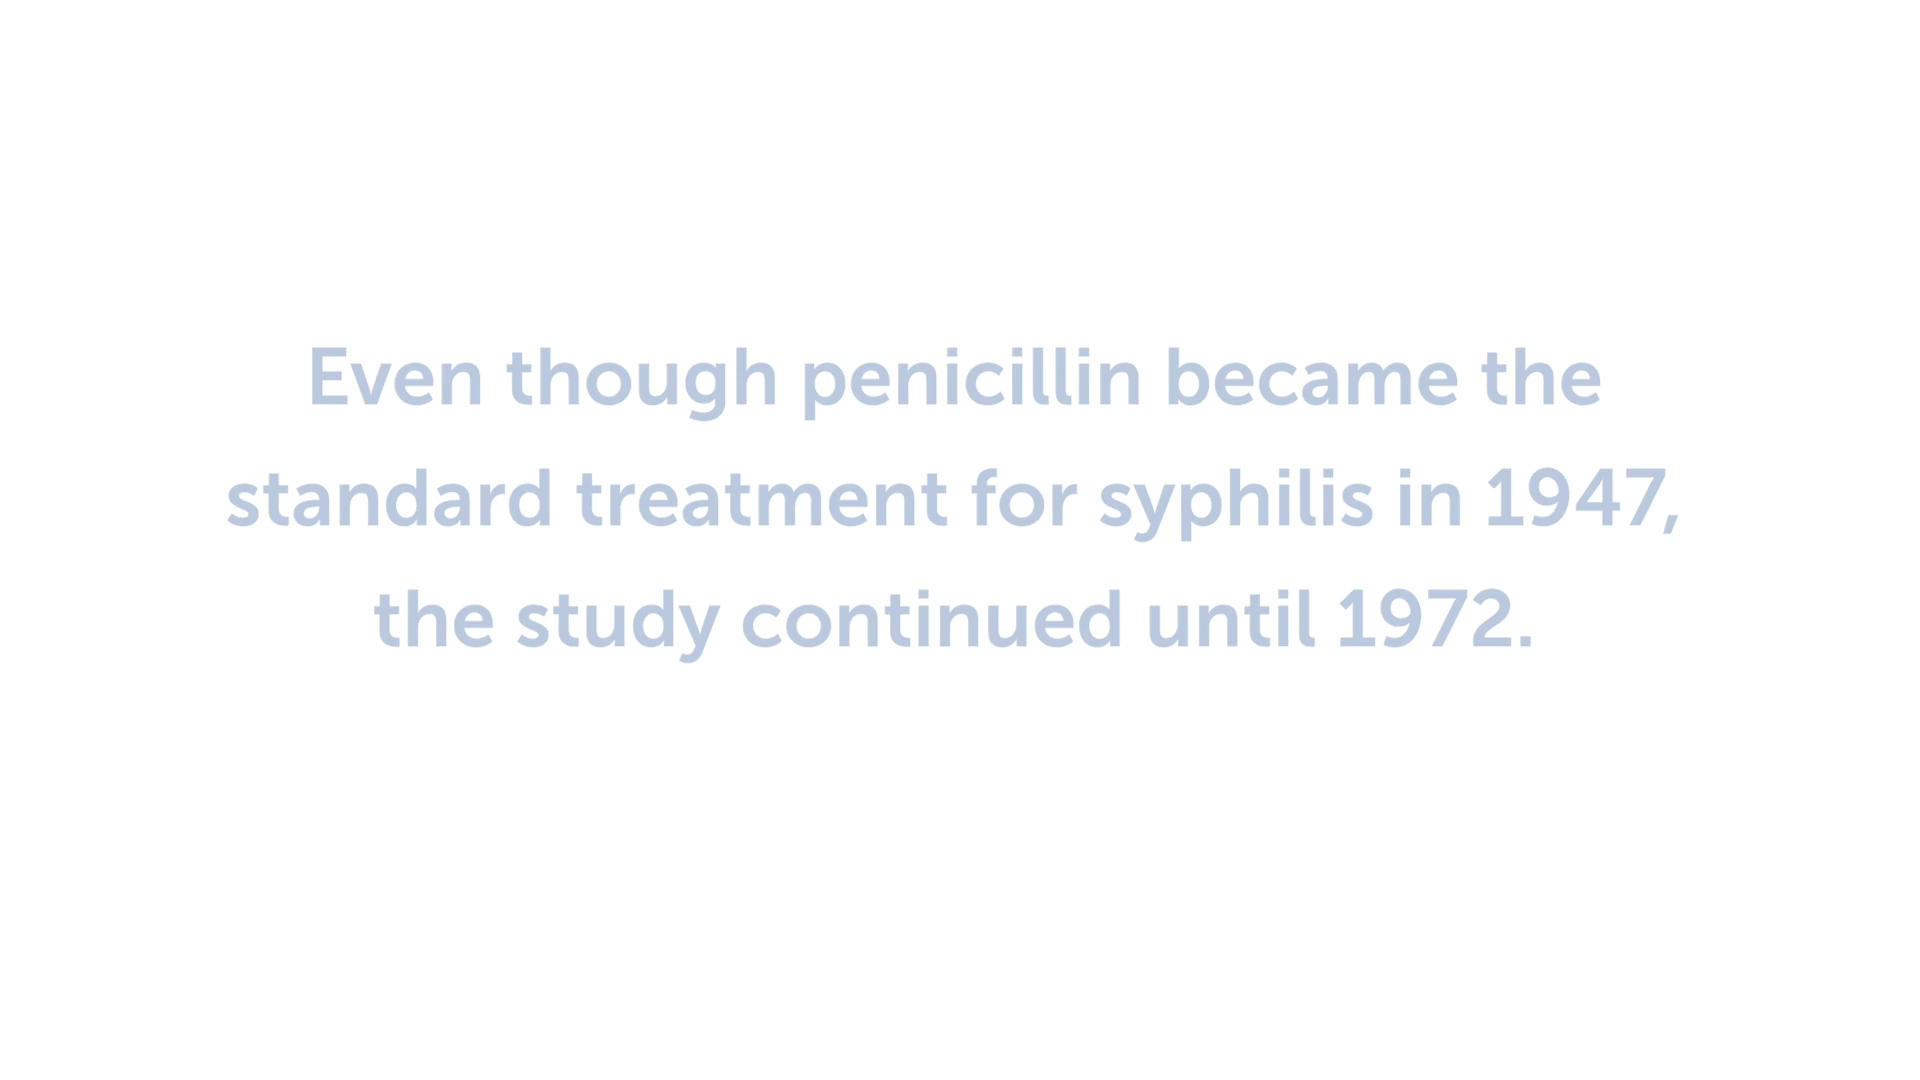 Even though penicillin became the
standard treatment for syphilis in 1947,
the study continued until 1972.